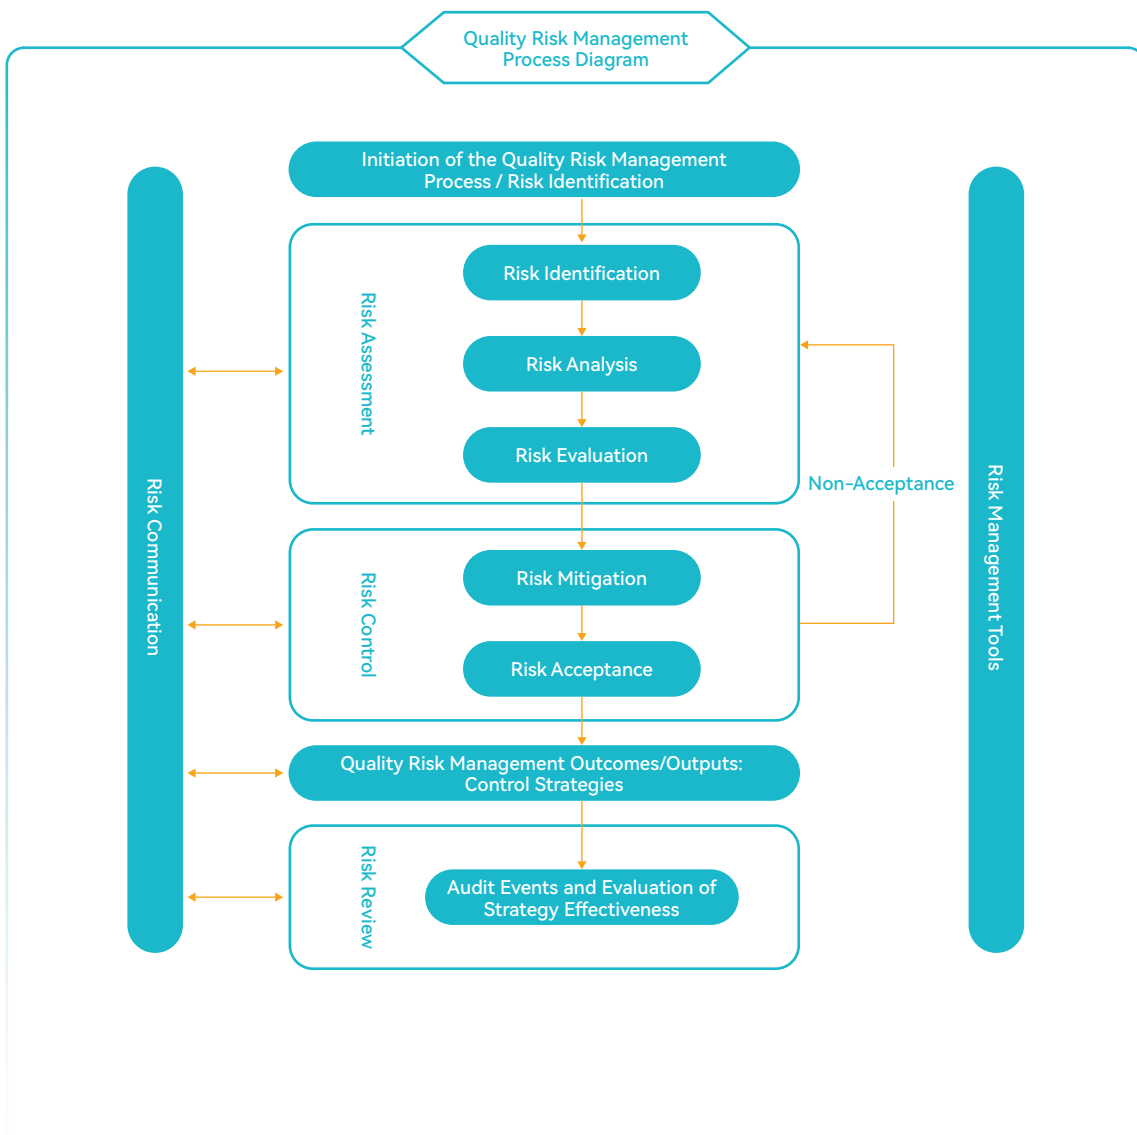 Quality Risk Management
Process Diagram
Initiation of the Quality Risk Management
Process / Risk Identification
Risk Communication
Risk Assessment
Risk Identification
Risk Analysis
Risk Evaluation
Non-Acceptance
Risk Management Tools
Risk Control
Risk Mitigation
Risk Acceptance
Quality Risk Management Outcomes/Outputs:
Control Strategies
Risk Review
Audit Events and Evaluation of
Strategy Effectiveness